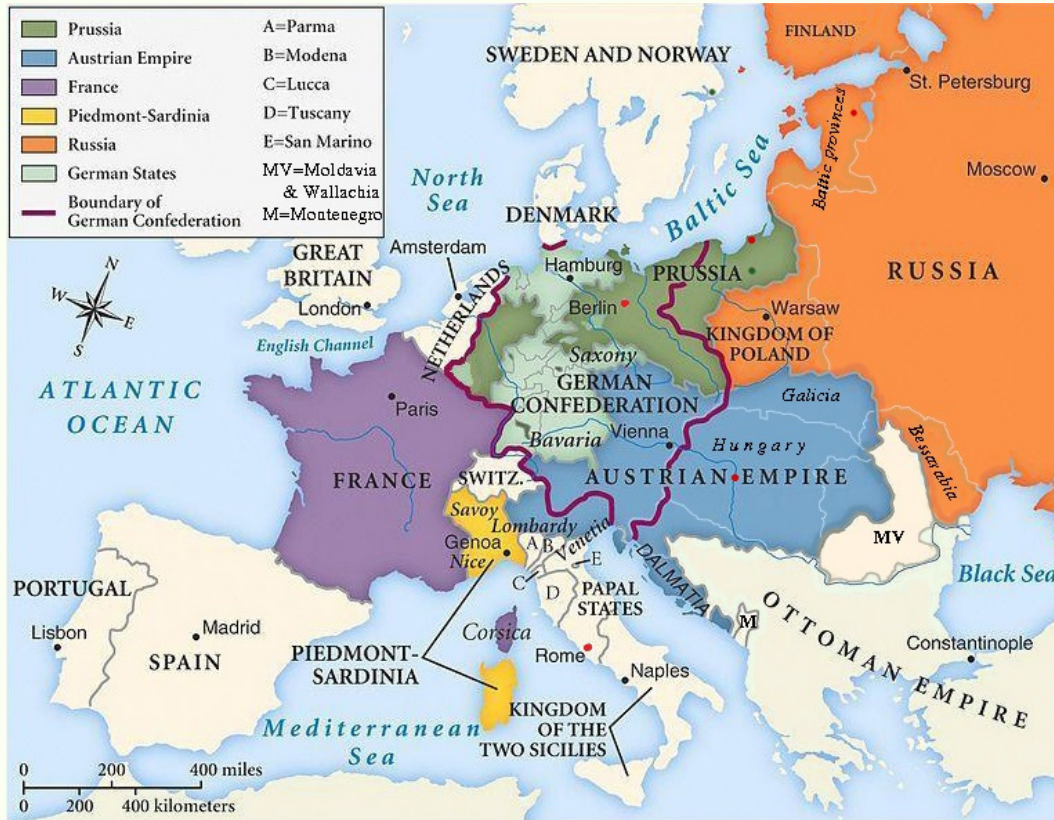 Prussia
Austrian Empire
France
Piedmont-Sardinia
Russia
German States
Boundary of
German Confederation
A=Parma
B=Modena
C=Lucca
D=Tuscany
E=San Marino
MV=Moldavia
& Wallachia
M=Montenegro
SWEDEN AND NORWAY
FINLAND
St. Petersburg
Baltic provinces
Moscow
North
Sea
Baltic Sea
DENMARK
GREAT
BRITAIN
Amsterdam
London
NETHERLANDS
Hamburg
PRUSSIA
RUSSIA
Berlin
Warsaw
KINGDOM OF
POLAND
N
W
E
S
English Channel
ATLANTIC
OCEAN
Saxony
GERMAN
CONFEDERATION
Galicia
Paris
Bavaria
Vienna
Hungary
Bessarabia
FRANCE
SWITZ.
AUSTRIAN EMPIRE
Savoy
Lombardy
Venetia
Genoa
Nice
A
B
C
D
E
MV
DALMATIA
M
Black Sea
PORTUGAL
Lisbon
Madrid
SPAIN
PAPAL
STATES
OTTOMAN EMPIRE
Constantinople
Corsica
Rome
PIEDMONT-
SARDINIA
Naples
Mediterranean
Sea
KINGDOM
OF THE
TWO SICILIES
0 200 400 miles
0 200 400 kilometers